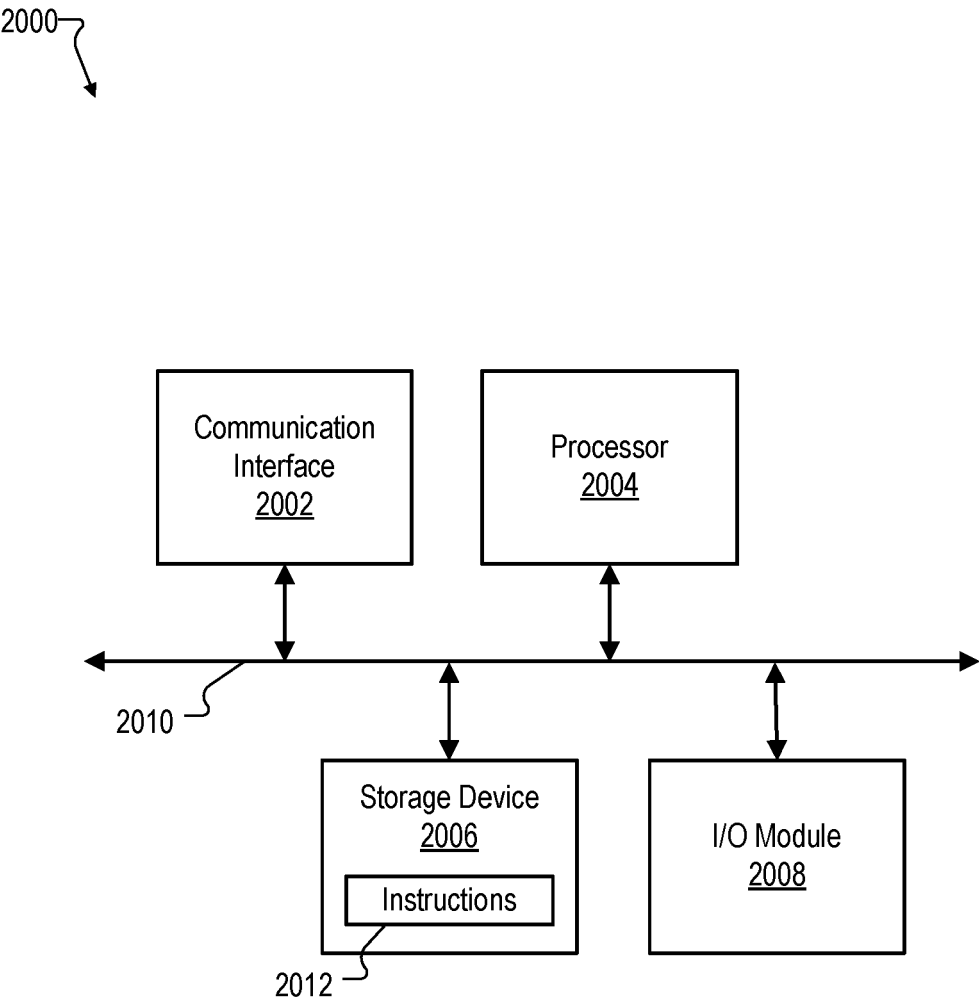 2000
Communication
Interface
2002
Processor
2004
2010
Storage Device
2006
Instructions
2012
I/O Module
2008